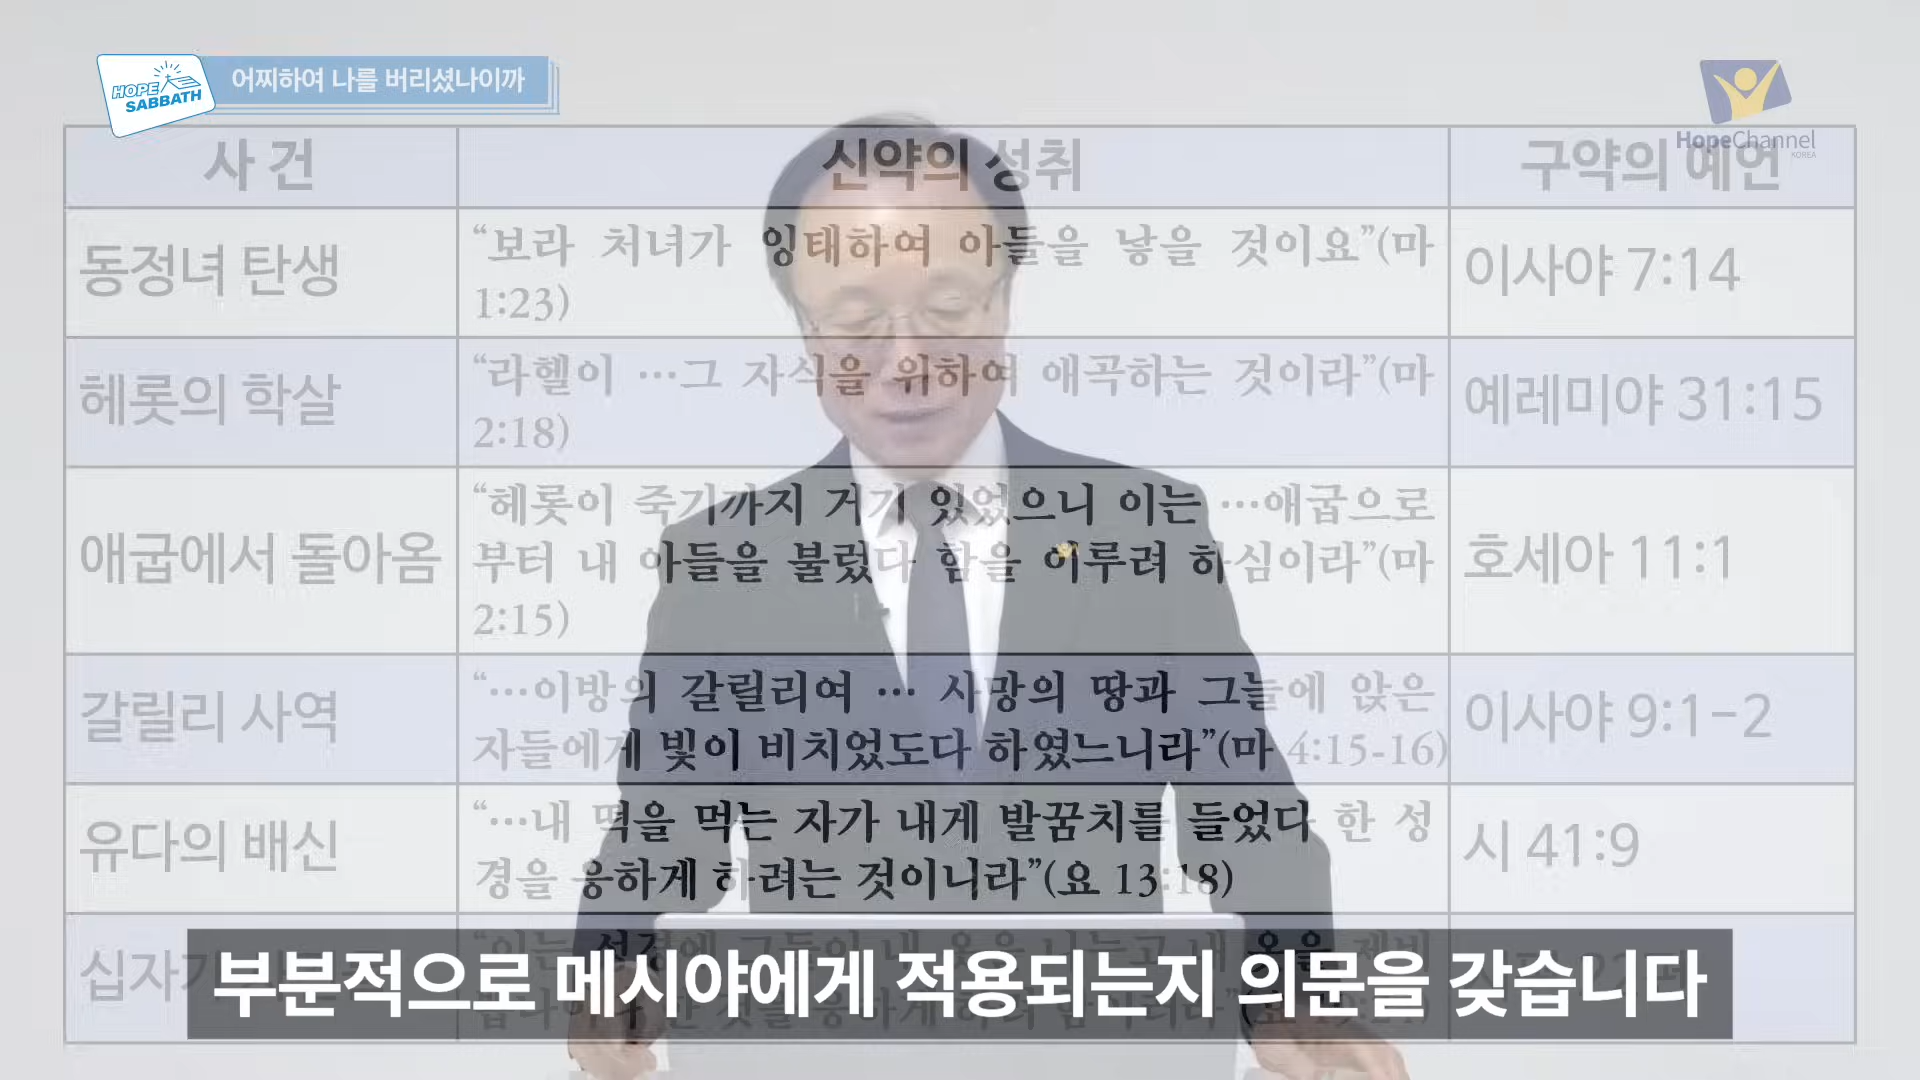 HOPE
SABBATH
어찌하여 나를 버리셨나이까
HopeChannel
KOREA
사 건
신약의 성취
구약의 예언
동정녀 탄생
“보라 처녀가 잉태하여 아들을 낳을 것이요”(마
1:23)
이사야 7:14
헤롯의 학살
“라헬이 …그 자식을 위하여 애곡하는 것이라”(마
2:18)
예레미야 31:15
애굽에서 돌아옴
“헤롯이 죽기까지 거기 있었으니 이는 …애굽으로
부터 내 아들을 불렀다 함을 이루려 하심이라”(마
2:15)
호세아 11:1
갈릴리 사역
“…이방의 갈릴리여 … 사망의 땅과 그늘에 앉은
자들에게 빛이 비치었도다 하였느니라”(마 4:15-16)
이사야 9:1-2
유다의 배신
“…내 떡을 먹는 자가 내게 발꿈치를 들었다 한 성
경을 응하게 하려는 것이니라”(요 13:18)
시 41:9
부분적으로 메시야에게 적용되는지 의문을 갖습니다